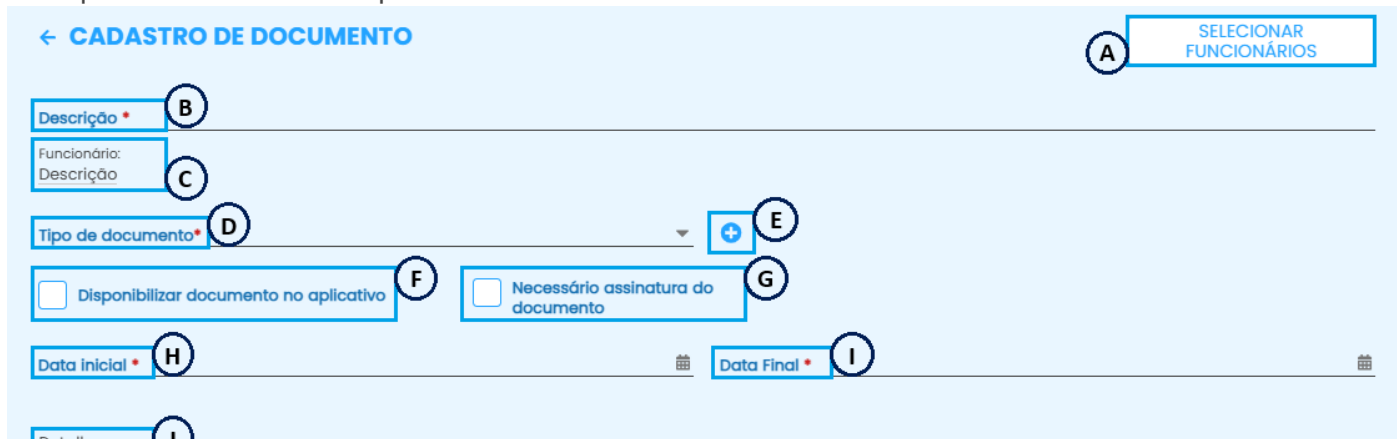 ← CADASTRO DE DOCUMENTO
A
SELECIONAR
FUNCIONÁRIOS
Descrição *
B
Funcionário:
Descrição
C
Tipo de documento*
D
E
Disponibilizar documento no aplicativo
F
Necessário assinatura do
documento
G
Data inicial *
H
Data Final *
I